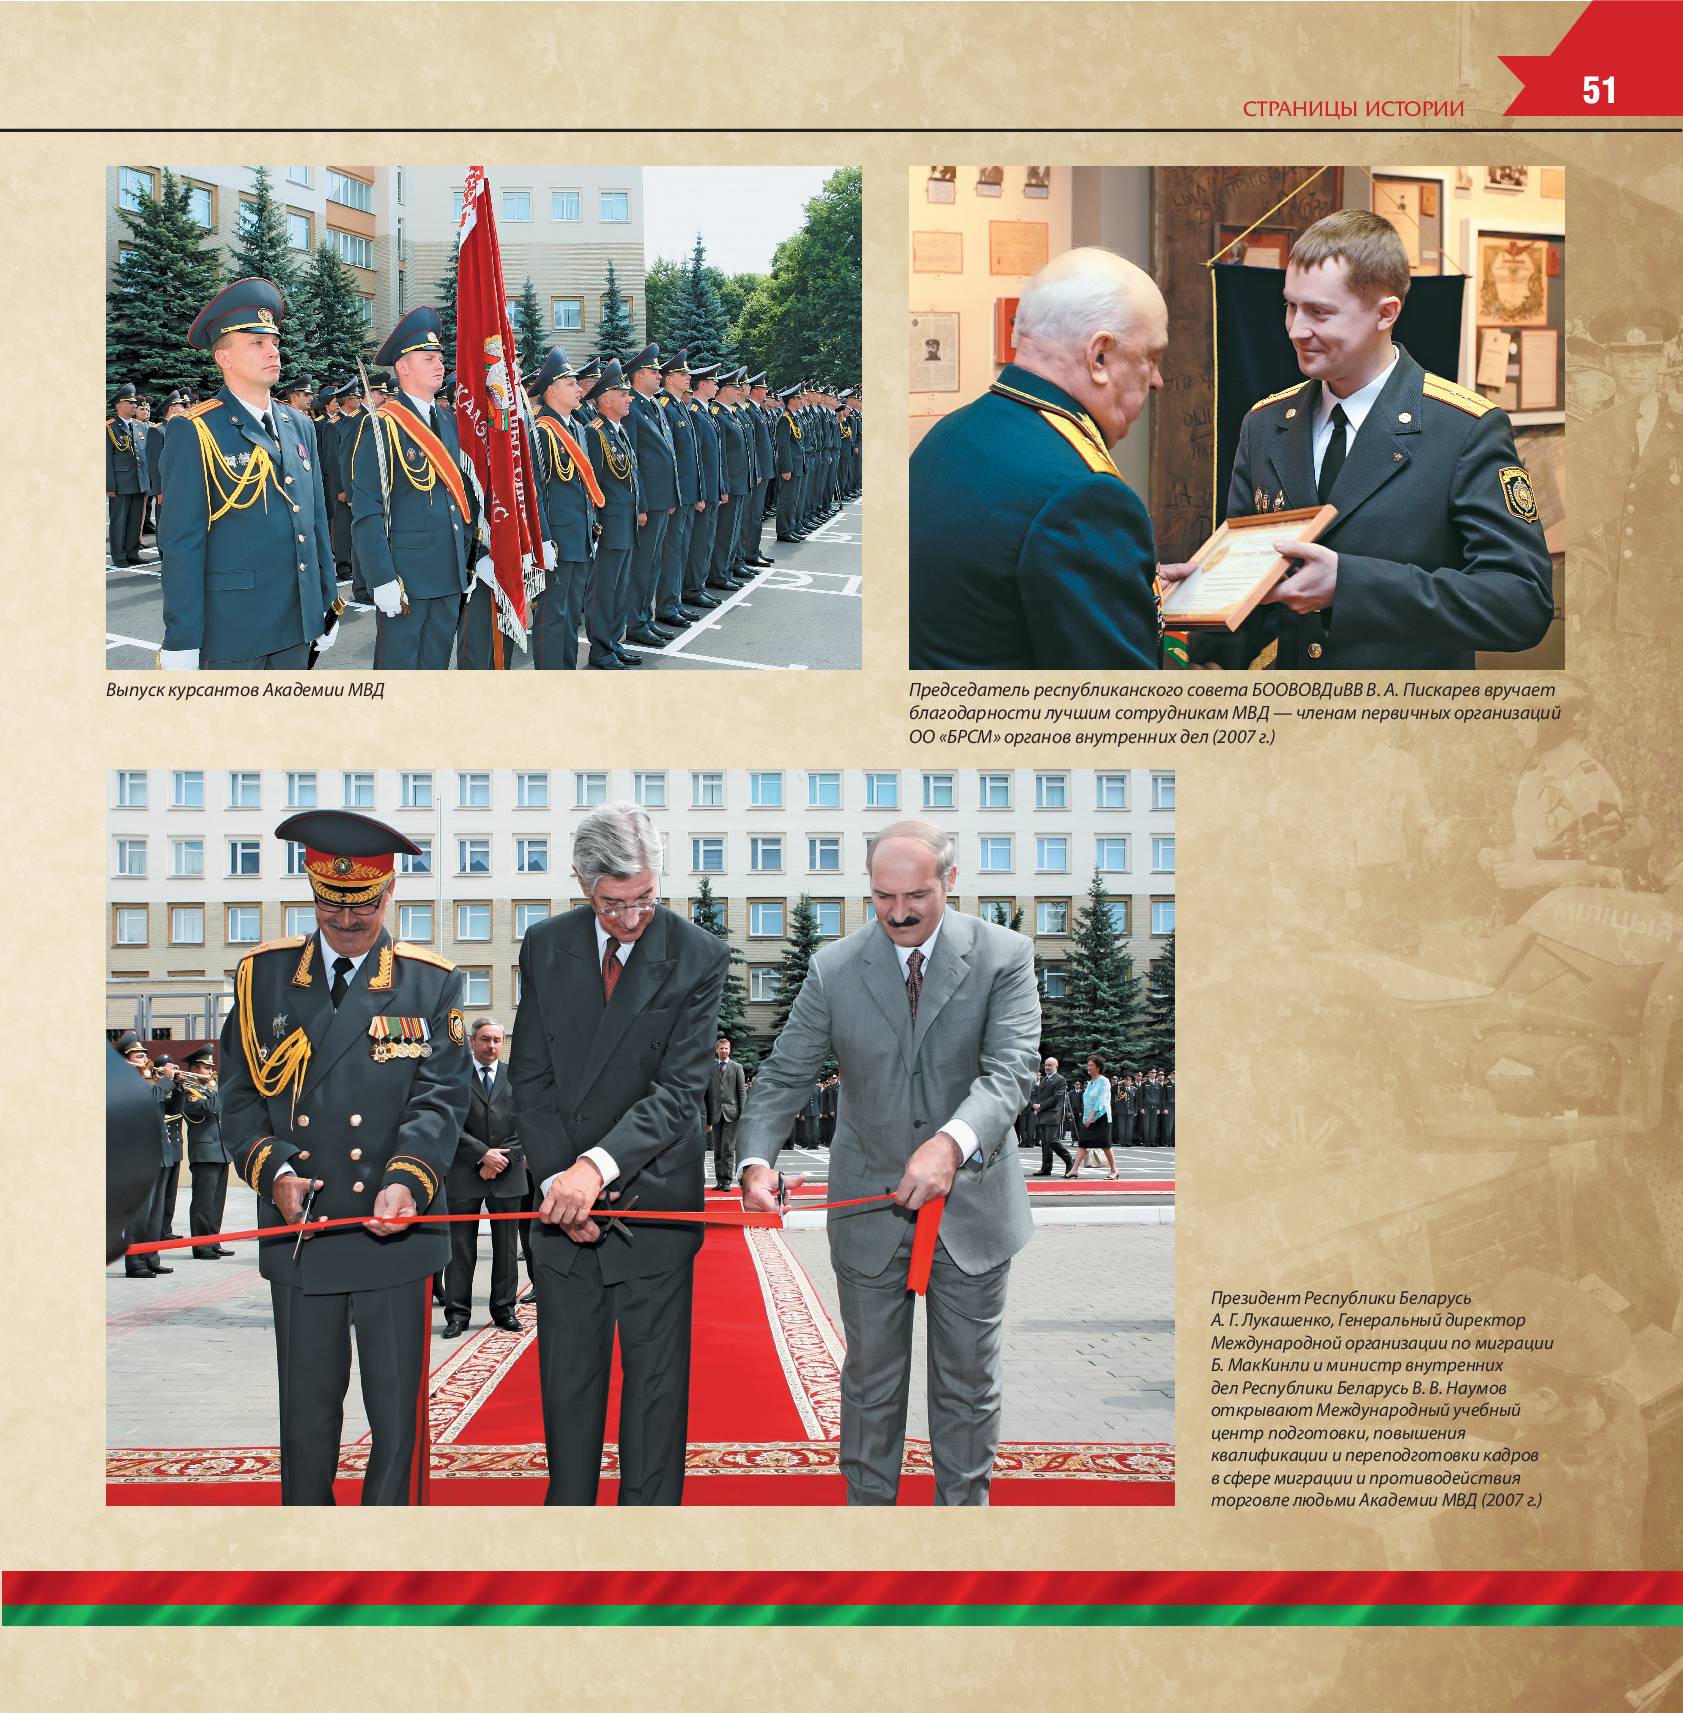 СТРАНИЦЫ ИСТОРИИ
51
Выпуск курсантов Академии МВД
Председатель республиканского совета БООВОВДиВВ В. А. Пискарев вручает
благодарности лучшим сотрудникам МВД — членам первичных организаций
ОО «БРСМ» органов внутренних дел (2007 г.)
Президент Республики Беларусь
А. Г. Лукашенко, Генеральный директор
Международной организации по миграции
Б. МакКинли и министр внутренних
дел Республики Беларусь В. В. Наумов
открывают Международный учебный
центр подготовки, повышения
квалификации и переподготовки кадров
в сфере миграции и противодействия
торговле людьми Академии МВД (2007 г.)